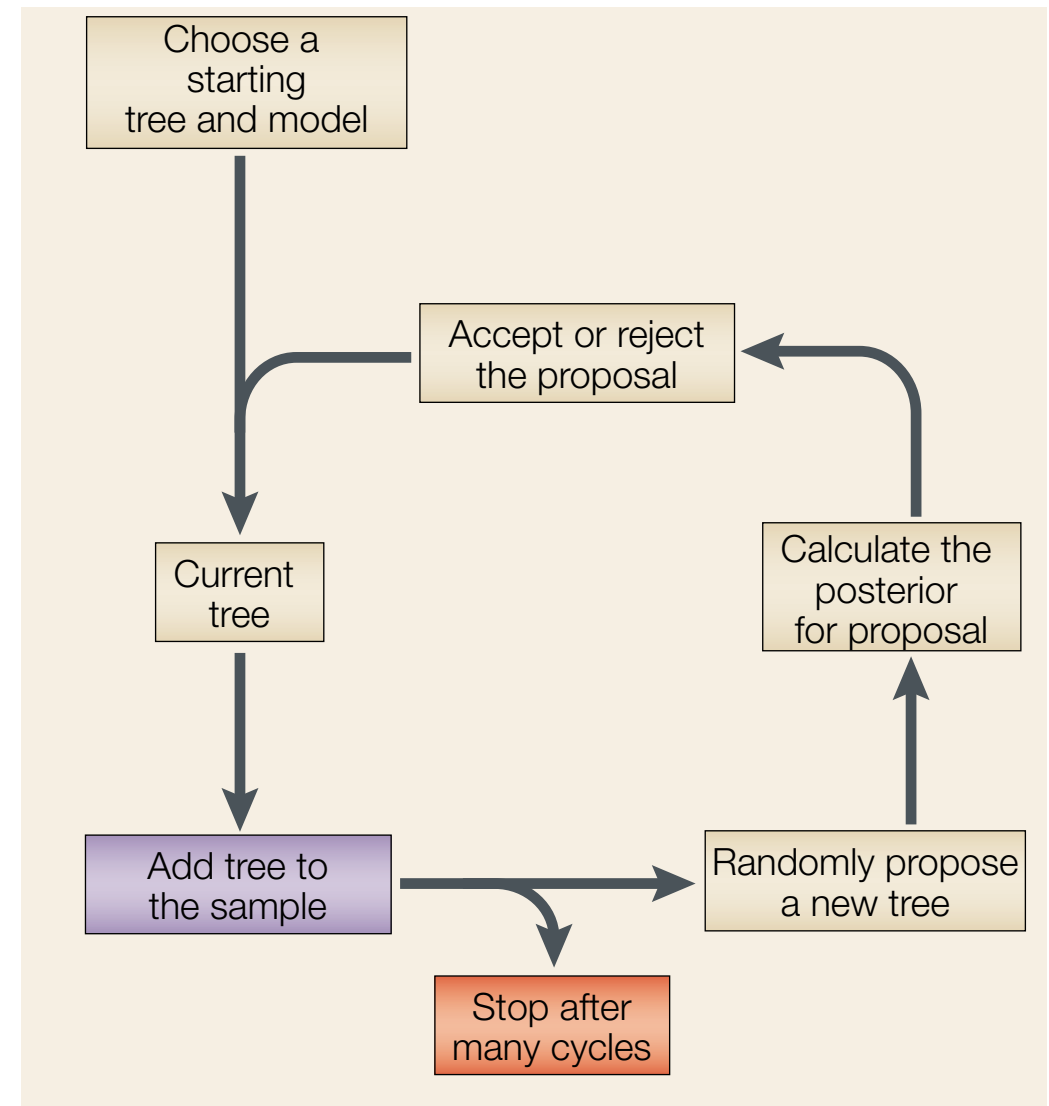 Choose a
starting
tree and model
Accept or reject
the proposal
Current
tree
Calculate the
posterior
for proposal
Add tree to
the sample
Randomly propose
a new tree
Stop after
many cycles